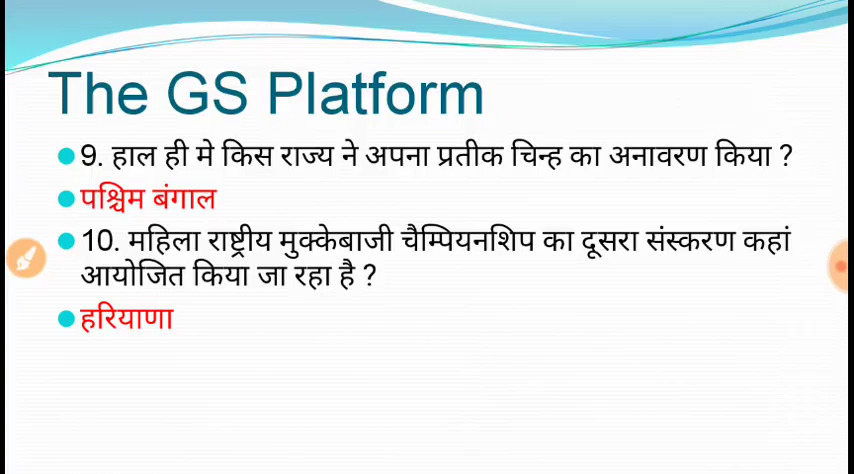 The GS Platform
9. हाल ही मे किस राज्य ने अपना प्रतीक चिन्ह का अनावरण किया ?
पश्चिम बंगाल
10. महिला राष्ट्रीय मुक्केबाजी चैम्पियनशिप का दूसरा संस्करण कहां
आयोजित किया जा रहा है ?
हरियाणा